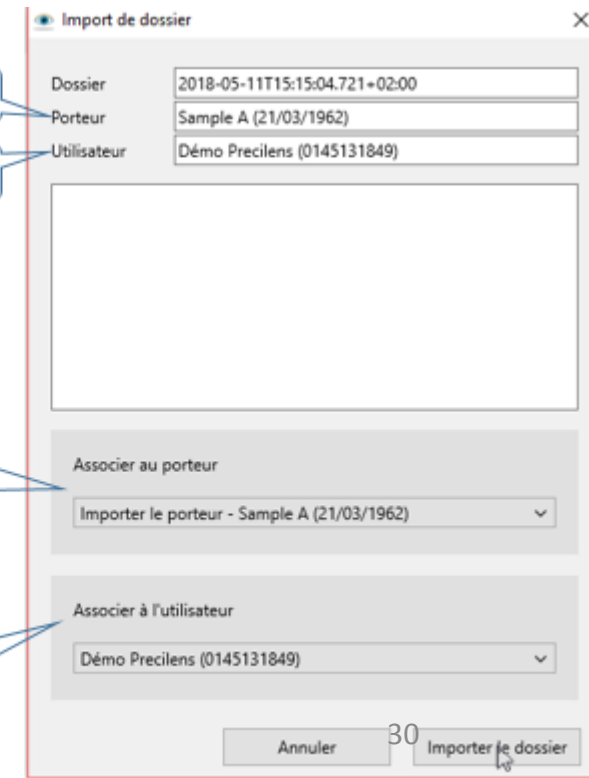 Import de dossier
Dossier 2018-05-11T15:15:04.721+02:00
Porteur Sample A (21/03/1962)
Utilisateur Démo Precilens (0145131849)
Associer au porteur
Importer le porteur - Sample A (21/03/1962)
Associer à l'utilisateur
Démo Precilens (0145131849)
Annuler 30 Importer le dossier